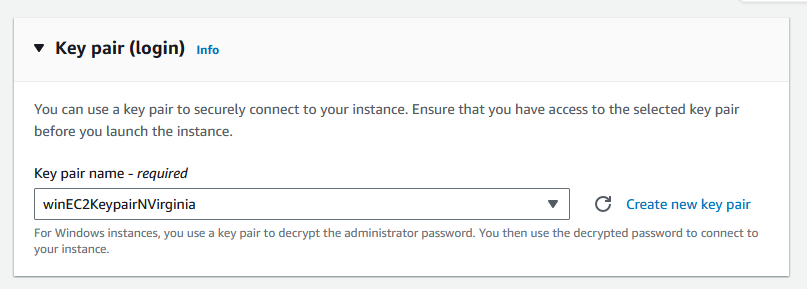 Key pair (login) Info
You can use a key pair to securely connect to your instance. Ensure that you have access to the selected key pair
before you launch the instance.
Key pair name - required
winEC2KeypairNVirginia
Create new key pair
For Windows instances, you use a key pair to decrypt the administrator password. You then use the decrypted password to connect to
your instance.